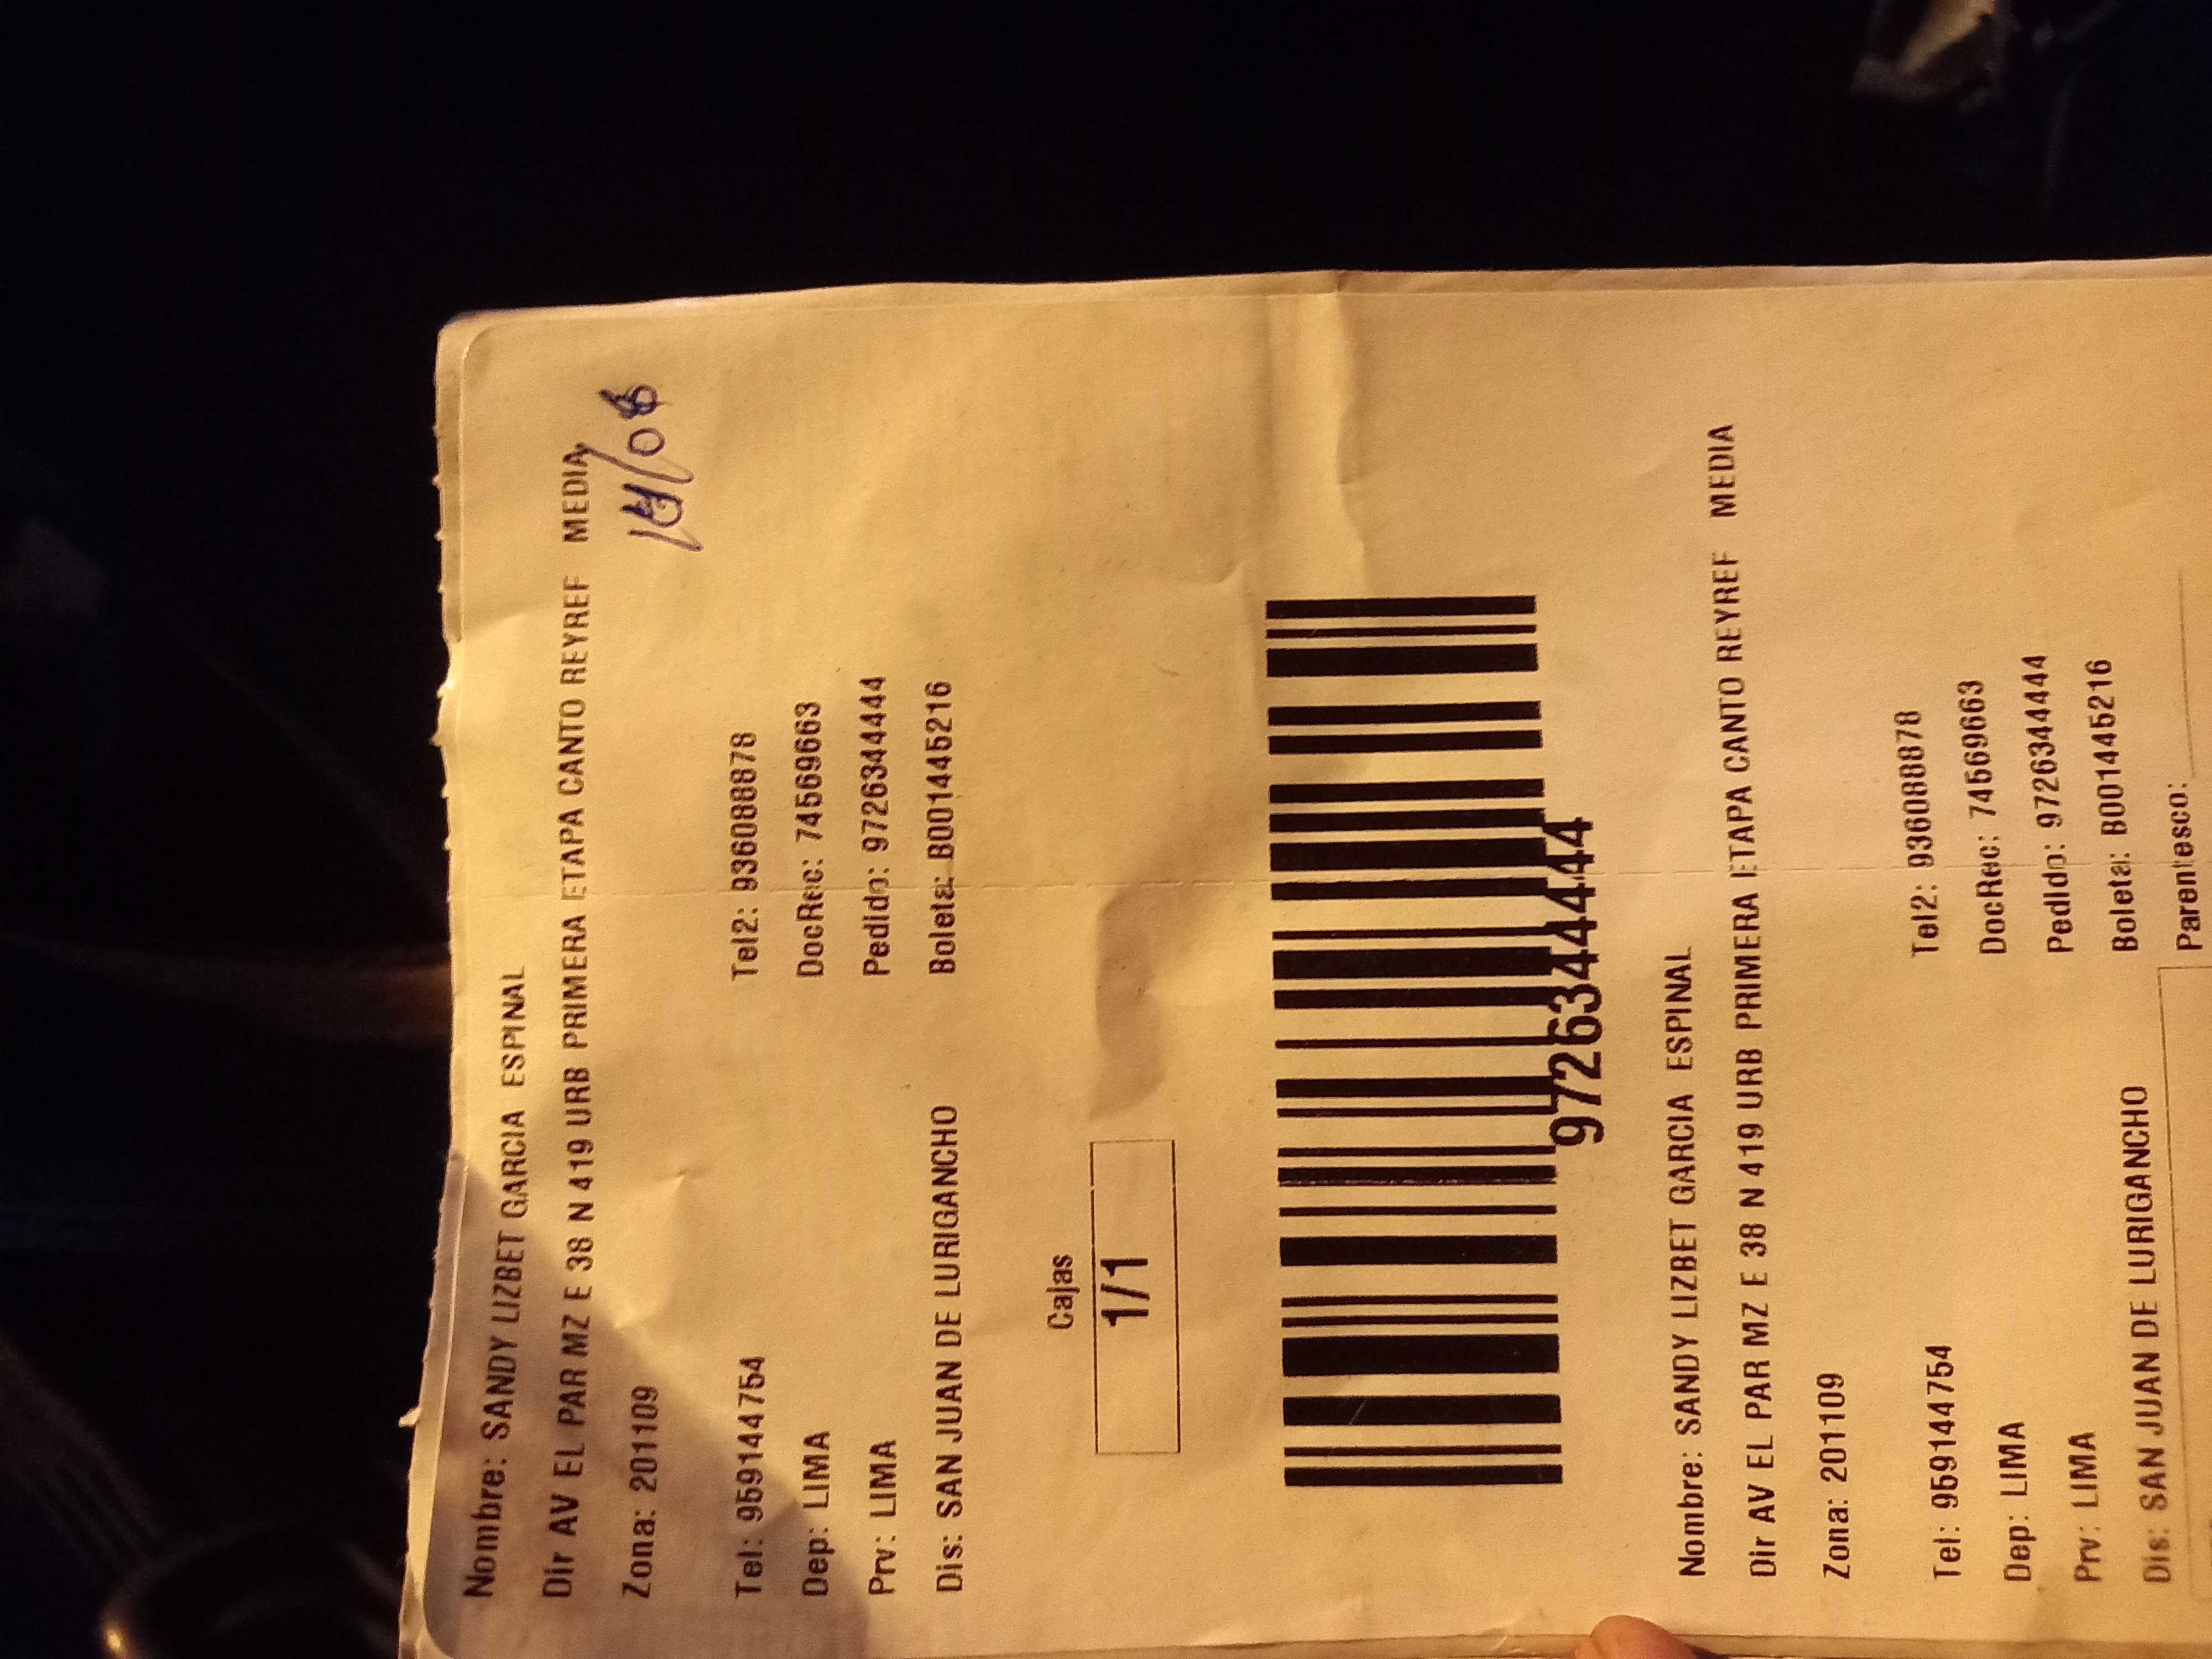 Nombre: SANDY LIZBET GARCIA ESPINAL
Dir AV EL PAR MZ E 38 N 419 URB PRIMERA ETAPA CANTO REYREF MEDIA
Zona: 201109
Tel: 959144754 Tel2: 936088878
Dep: LIMA DocRec: 74569663
Prv: LIMA Pedido: 9726344444
Dis: SAN JUAN DE LURIGANCHO Boleta: B001445216
Cajas
1/1
9726344444
Nombre: SANDY LIZBET GARCIA ESPINAL
Dir AV EL PAR MZ E 38 N 419 URB PRIMERA ETAPA CANTO REYREF MEDIA
Zona: 201109
Tel: 959144754 Tel2: 936088878
Dep: LIMA DocRec: 74569663
Prv: LIMA Pedido: 9726344444
Dis: SAN JUAN DE LURIGANCHO Boleta: B001445216
Parentesco: